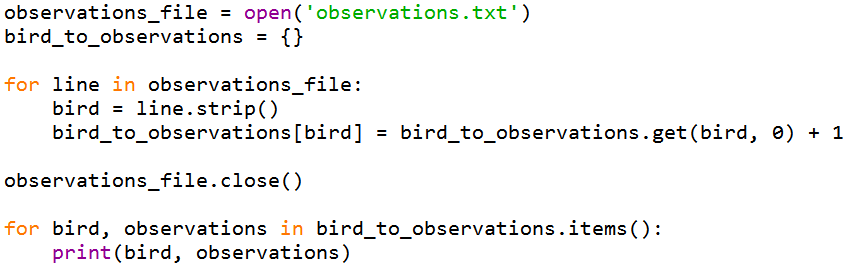 observations_file = open('observations.txt')
bird_to_observations = {}
for line in observations_file:
    bird = line.strip()
    bird_to_observations[bird] = bird_to_observations.get(bird, 0) + 1
observations_file.close()
for bird, observations in bird_to_observations.items():
    print(bird, observations)